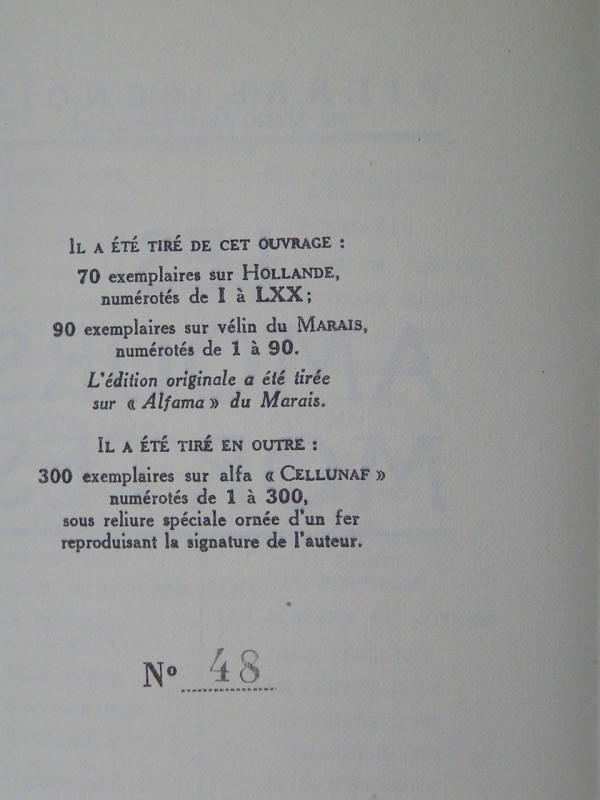 IL A ÉTÉ TIRÉ DE CET OUVRAGE :
70 exemplaires sur HOLLANDE,
numérotés de I à LXX ;
90 exemplaires sur vélin du MARAIS,
numérotés de 1 à 90.
L'édition originale a été tirée
sur « Alfama » du Marais.
IL A ÉTÉ TIRÉ EN OUTRE :
300 exemplaires sur alfa « CELLUNAF »
numérotés de 1 à 300,
sous reliure spéciale ornée d'un fer
reproduisant la signature de l'auteur.
Nº 48